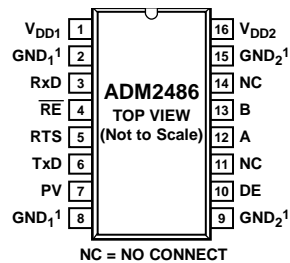 VDD1 1
GND1¹ 2
RxD 3
R̅E̅ 4
RTS 5
TxD 6
PV 7
GND1¹ 8
ADM2486
TOP VIEW
(Not to Scale)
16 VDD2
15 GND2¹
14 NC
13 B
12 A
11 NC
10 DE
9 GND2¹
NC = NO CONNECT